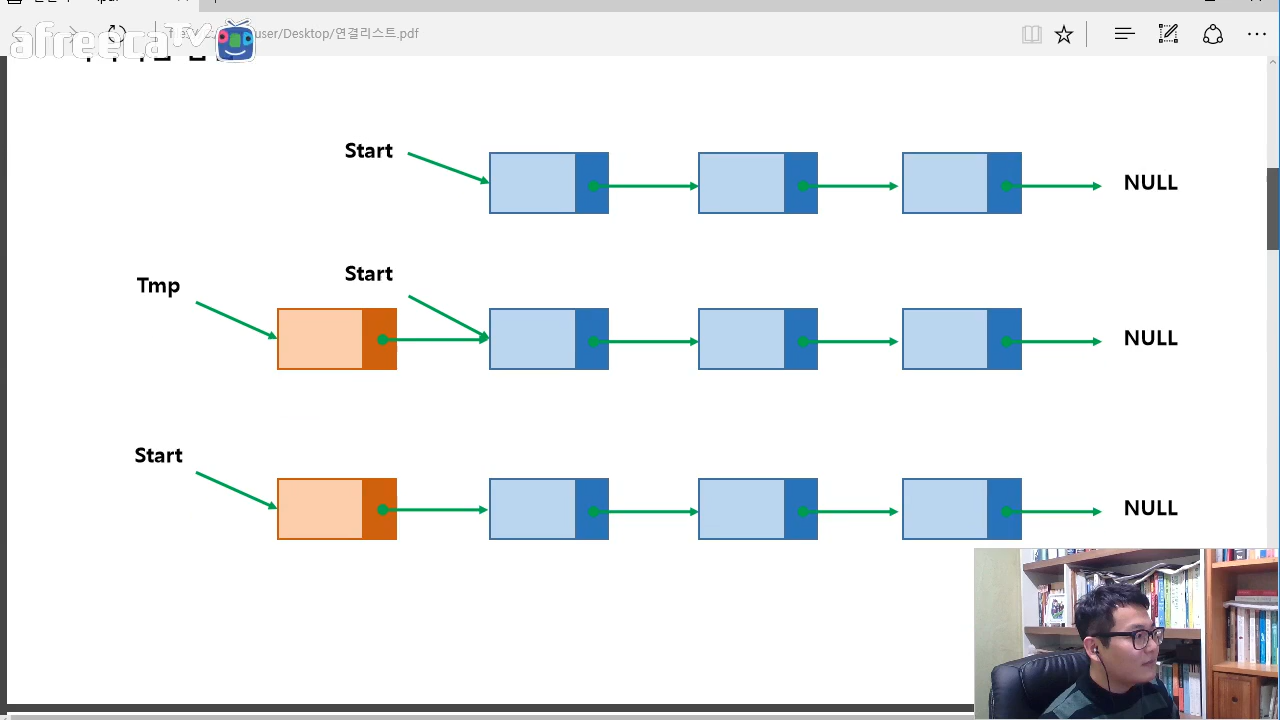 afreecaTV
user/Desktop/연결리스트.pdf
Start
NULL
Tmp
Start
NULL
Start
NULL